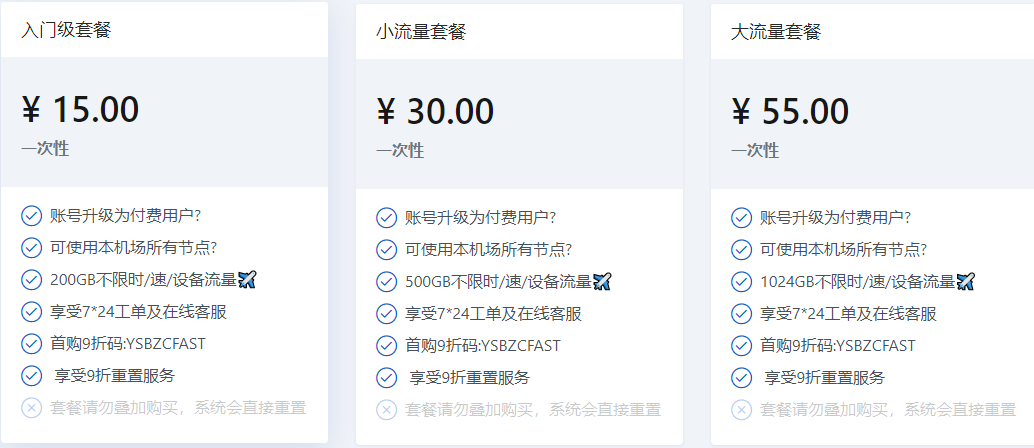 入门级套餐
¥ 15.00
一次性
账号升级为付费用户?
可使用本机场所有节点?
200GB不限时/速/设备流量✈️
享受7*24工单及在线客服
首购9折码:YSBZCFAST
享受9折重置服务
套餐请勿叠加购买，系统会直接重置
小流量套餐
¥ 30.00
一次性
账号升级为付费用户?
可使用本机场所有节点?
500GB不限时/速/设备流量✈️
享受7*24工单及在线客服
首购9折码:YSBZCFAST
享受9折重置服务
套餐请勿叠加购买，系统会直接重置
大流量套餐
¥ 55.00
一次性
账号升级为付费用户?
可使用本机场所有节点?
1024GB不限时/速/设备流量✈️
享受7*24工单及在线客服
首购9折码:YSBZCFAST
享受9折重置服务
套餐请勿叠加购买，系统会直接重置